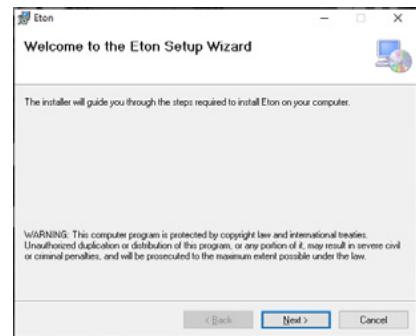 Eton
Welcome to the Eton Setup Wizard
The installer will guide you through the steps required to install Eton on your computer.
WARNING: This computer program is protected by copyright law and international treaties.
Unauthorized duplication or distribution of this program, or any portion of it, may result in severe civil
or criminal penalties, and will be prosecuted to the maximum extent possible under the law.
< Back
Next >
Cancel